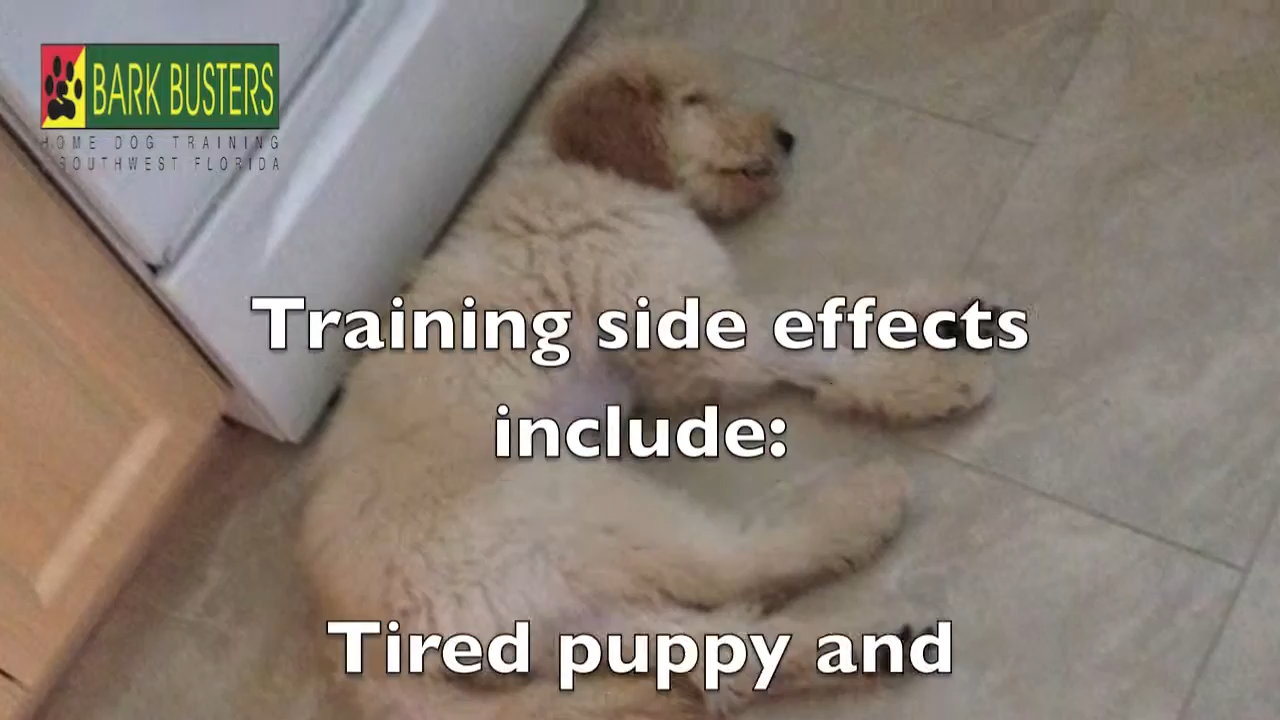 BARK BUSTERS
HOME DOG TRAINING
SOUTHWEST FLORIDA
Training side effects
include:
Tired puppy and